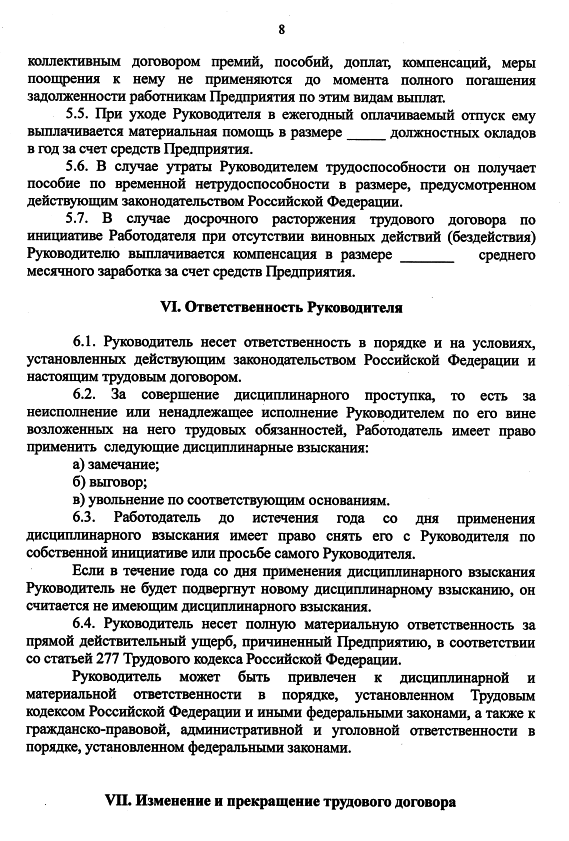 8
коллективным договором премий, пособий, доплат, компенсаций, меры
поощрения к нему не применяются до момента полного погашения
задолженности работникам Предприятия по этим видам выплат.
5.5. При уходе Руководителя в ежегодный оплачиваемый отпуск ему
выплачивается материальная помощь в размере _____ должностных окладов
в год за счет средств Предприятия.
5.6. В случае утраты Руководителем трудоспособности он получает
пособие по временной нетрудоспособности в размере, предусмотренном
действующим законодательством Российской Федерации.
5.7. В случае досрочного расторжения трудового договора по
инициативе Работодателя при отсутствии виновных действий (бездействия)
Руководителю выплачивается компенсация в размере _______ среднего
месячного заработка за счет средств Предприятия.
VI. Ответственность Руководителя
6.1. Руководитель несет ответственность в порядке и на условиях,
установленных действующим законодательством Российской Федерации и
настоящим трудовым договором.
6.2. За совершение дисциплинарного проступка, то есть за
неисполнение или ненадлежащее исполнение Руководителем по его вине
возложенных на него трудовых обязанностей, Работодатель имеет право
применить следующие дисциплинарные взыскания:
а) замечание;
б) выговор;
в) увольнение по соответствующим основаниям.
6.3. Работодатель до истечения года со дня применения
дисциплинарного взыскания имеет право снять его с Руководителя по
собственной инициативе или просьбе самого Руководителя.
Если в течение года со дня применения дисциплинарного взыскания
Руководитель не будет подвергнут новому дисциплинарному взысканию, он
считается не имеющим дисциплинарного взыскания.
6.4. Руководитель несет полную материальную ответственность за
прямой действительный ущерб, причиненный Предприятию, в соответствии
со статьей 277 Трудового кодекса Российской Федерации.
Руководитель может быть привлечен к дисциплинарной и
материальной ответственности в порядке, установленном Трудовым
кодексом Российской Федерации и иными федеральными законами, а также к
гражданско-правовой, административной и уголовной ответственности в
порядке, установленном федеральными законами.
VII. Изменение и прекращение трудового договора